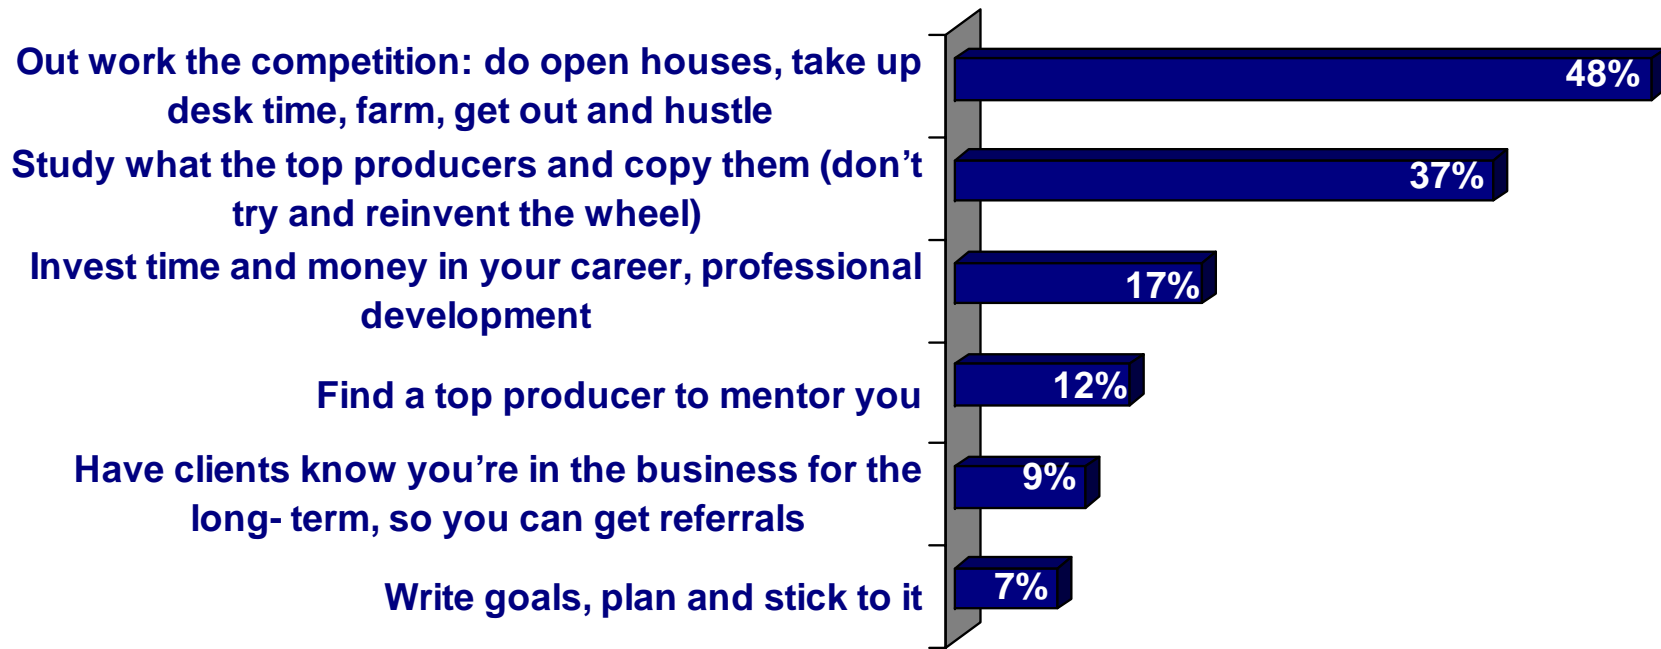 Out work the competition: do open houses, take up
desk time, farm, get out and hustle
48%
Study what the top producers and copy them (don’t
try and reinvent the wheel)
37%
Invest time and money in your career, professional
development
17%
Find a top producer to mentor you
12%
Have clients know you’re in the business for the
long- term, so you can get referrals
9%
Write goals, plan and stick to it
7%